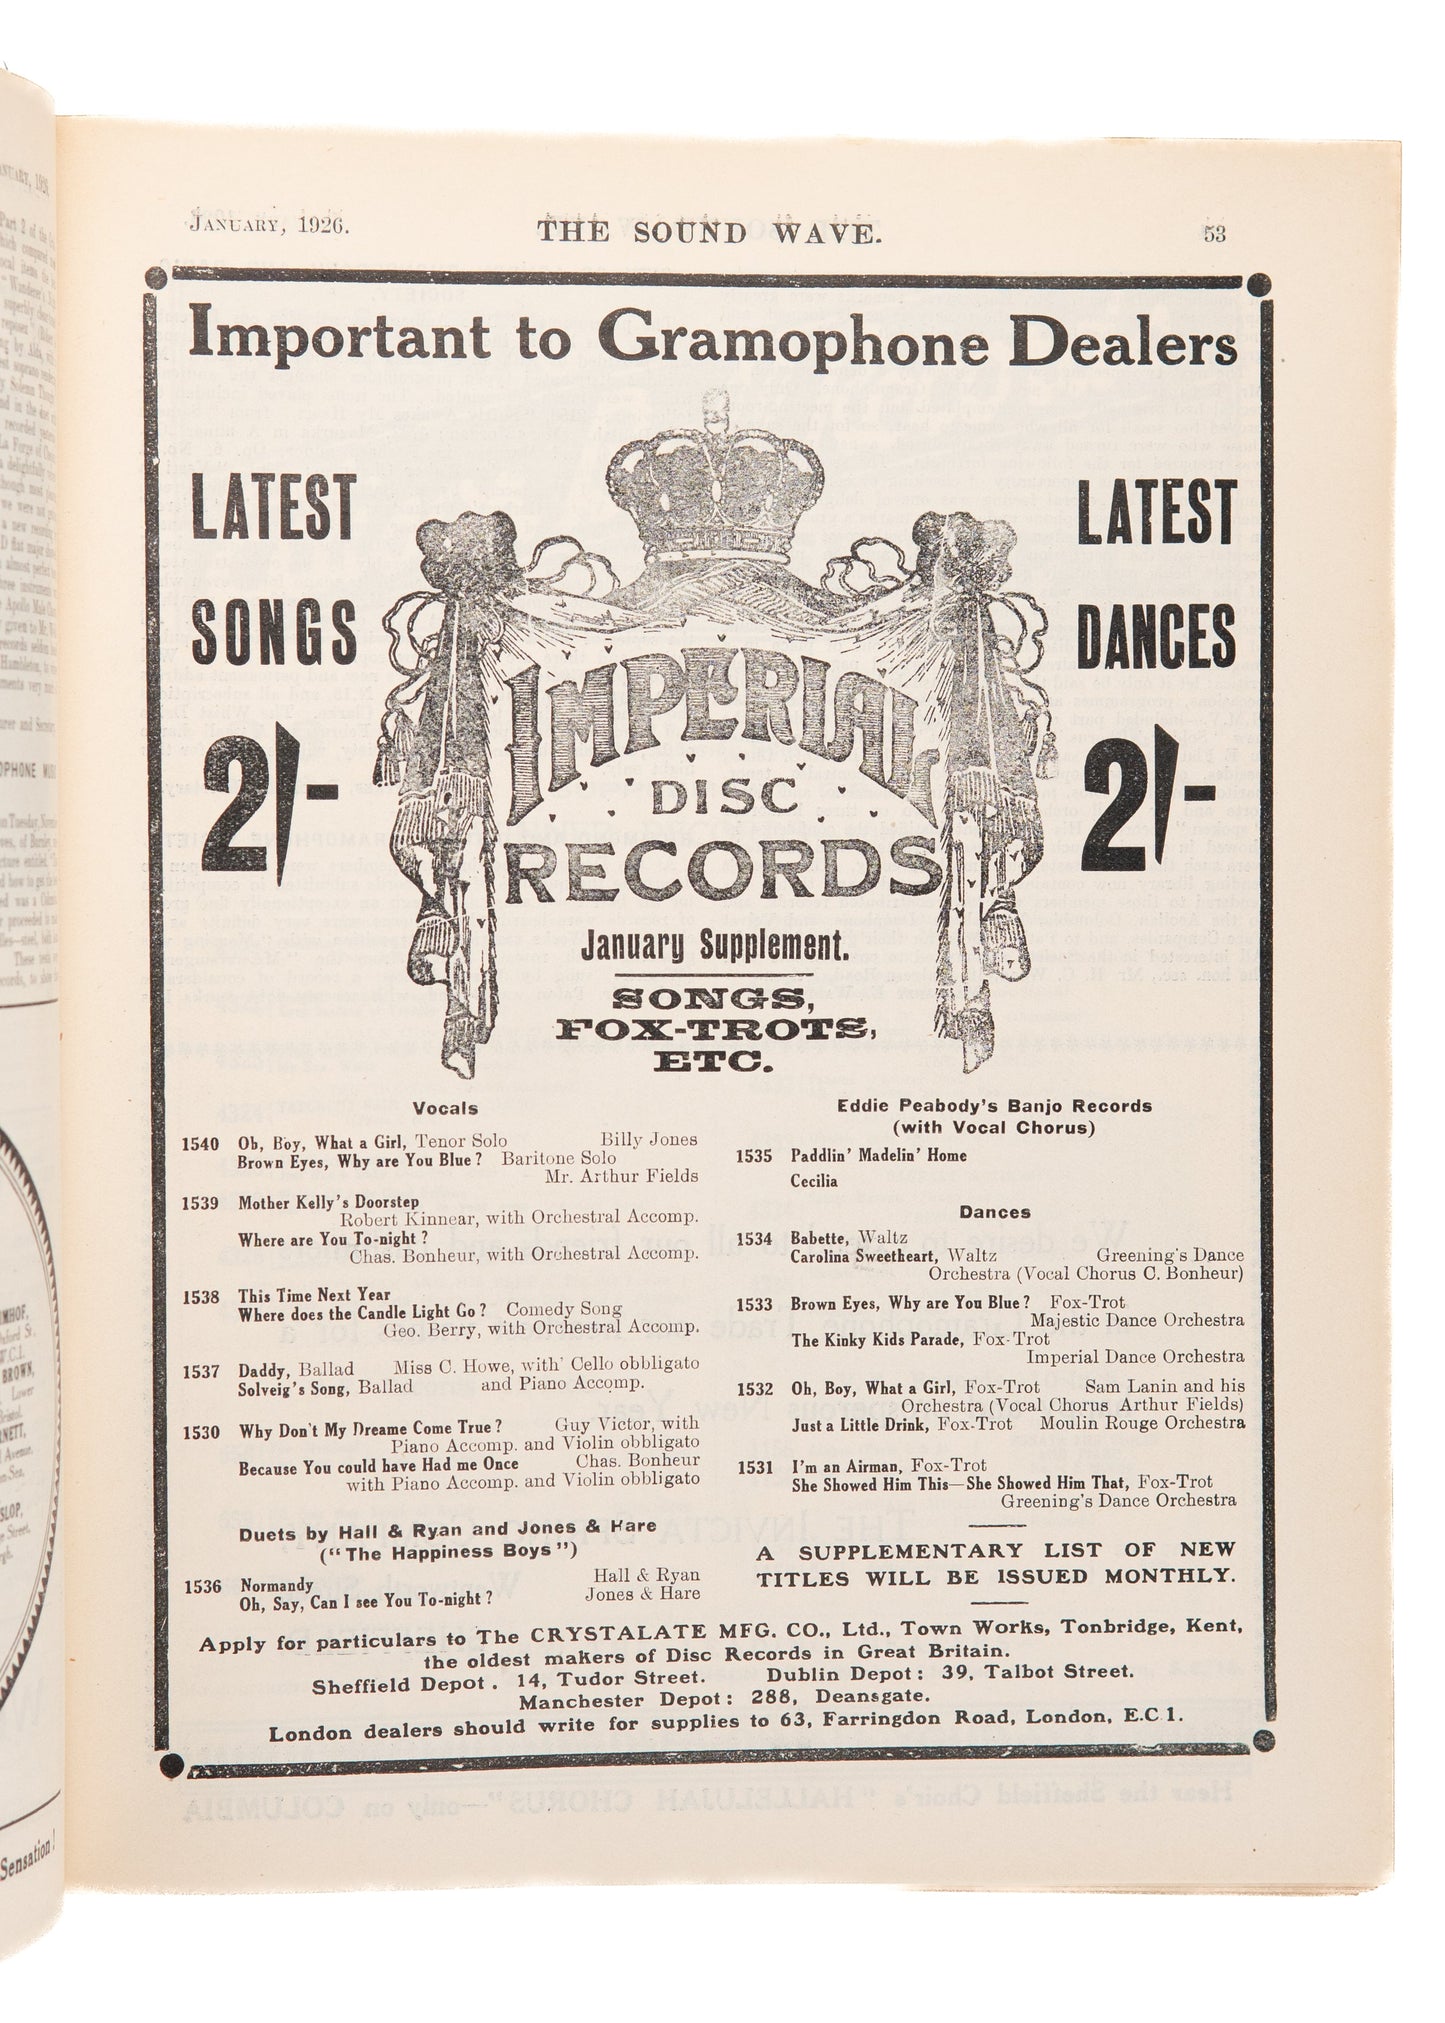 January, 1926.
THE SOUND WAVE.
53
Important to Gramophone Dealers
LATEST
SONGS
2/-
LATEST
DANCES
2/-
IMPERIAL
DISC
RECORDS
January Supplement.
SONGS,
FOX-TROTS,
ETC.
Vocals
1540 Oh, Boy, What a Girl, Tenor Solo Billy Jones
Brown Eyes, Why are You Blue? Baritone Solo
Mr. Arthur Fields
1539 Mother Kelly's Doorstep
Robert Kinnear, with Orchestral Accomp.
Where are You To-night?
Chas. Bonheur, with Orchestral Accomp.
1538 This Time Next Year
Where does the Candle Light Go? Comedy Song
Geo. Berry, with Orchestral Accomp.
1537 Daddy, Ballad Miss C. Howe, with' Cello obbligato
Solveig's Song, Ballad and Piano Accomp.
1530 Why Don't My Dreame Come True? Guy Victor, with
Piano Accomp. and Violin obbligato
Because You could have Had me Once Chas. Bonheur
with Piano Accomp. and Violin obbligato
Duets by Hall & Ryan and Jones & Hare
("The Happiness Boys")
1536 Normandy Hall & Ryan
Oh, Say, Can I see You To-night? Jones & Hare
Eddie Peabody's Banjo Records
(with Vocal Chorus)
1535 Paddlin' Madelin' Home
Cecilia
Dances
1534 Babette, Waltz
Carolina Sweetheart, Waltz Greening's Dance
Orchestra (Vocal Chorus C. Bonheur)
1533 Brown Eyes, Why are You Blue? Fox-Trot
Majestic Dance Orchestra
The Kinky Kids Parade, Fox-Trot
Imperial Dance Orchestra
1532 Oh, Boy, What a Girl, Fox-Trot Sam Lanin and his
Orchestra (Vocal Chorus Arthur Fields)
Just a Little Drink, Fox-Trot Moulin Rouge Orchestra
1531 I'm an Airman, Fox-Trot
She Showed Him This—She Showed Him That, Fox-Trot
Greening's Dance Orchestra
A SUPPLEMENTARY LIST OF NEW
TITLES WILL BE ISSUED MONTHLY.
Apply for particulars to The CRYSTALATE MFG. CO., Ltd., Town Works, Tonbridge, Kent,
the oldest makers of Disc Records in Great Britain.
Sheffield Depot. 14, Tudor Street. Dublin Depot: 39, Talbot Street.
Manchester Depot: 288, Deansgate.
London dealers should write for supplies to 63, Farringdon Road, London, E.C 1.